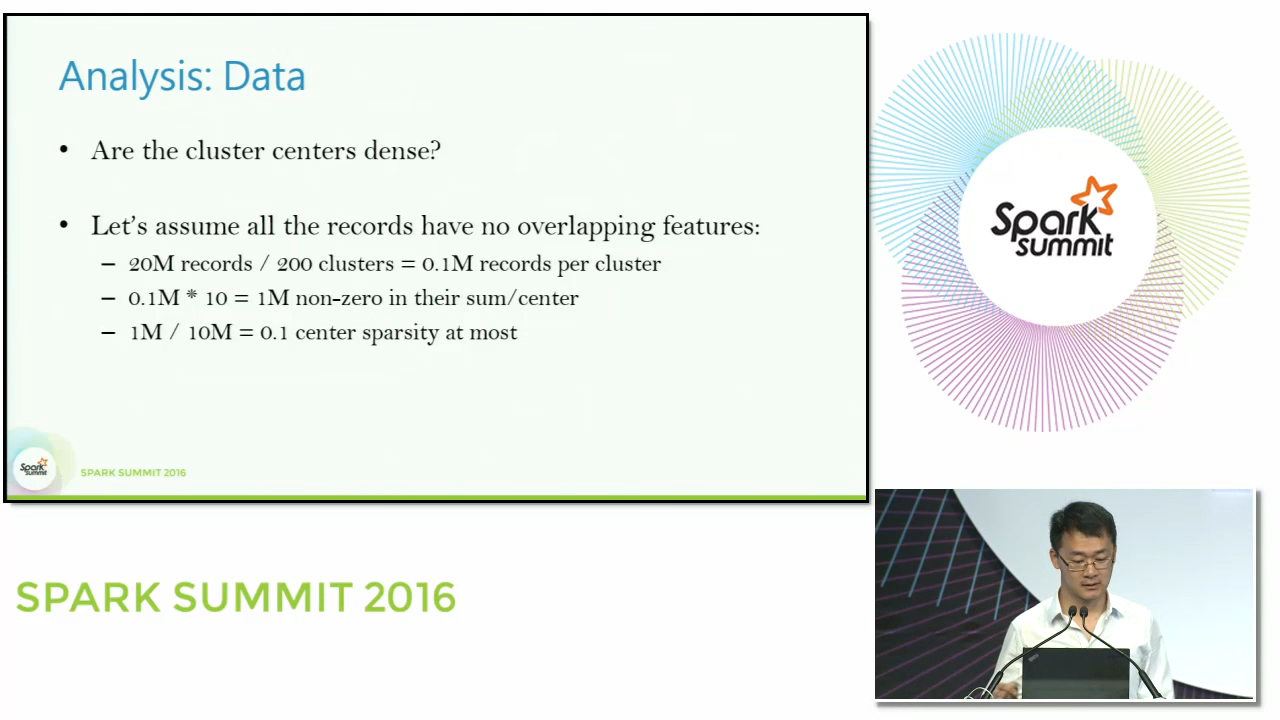 Analysis: Data
• Are the cluster centers dense?
• Let's assume all the records have no overlapping features:
– 20M records / 200 clusters = 0.1M records per cluster
– 0.1M * 10 = 1M non-zero in their sum/center
– 1M / 10M = 0.1 center sparsity at most
Spark
summit
SPARK SUMMIT 2016
Spark
summit
SPARK SUMMIT 2016